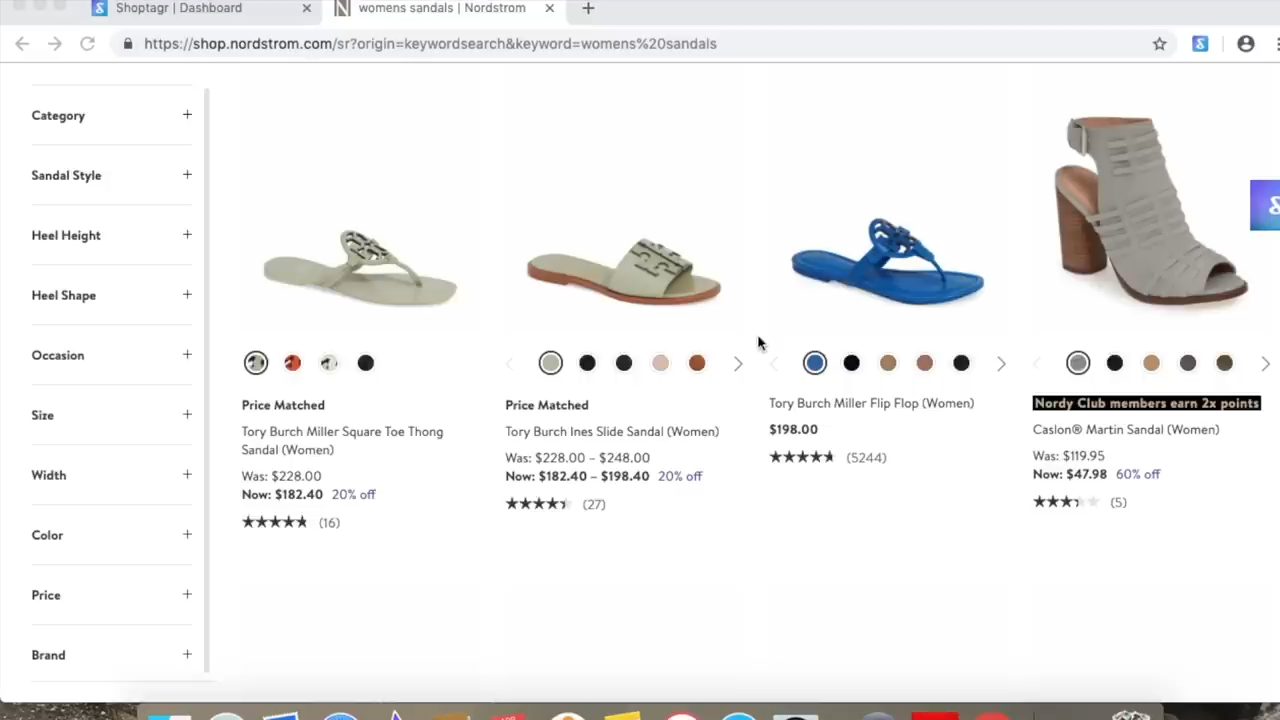 Shoptagr | Dashboard
womens sandals | Nordstrom
https://shop.nordstrom.com/sr?origin=keywordsearch&keyword=womens%20sandals
Category
Sandal Style
Heel Height
Heel Shape
Occasion
Size
Width
Color
Price
Brand
Price Matched
Tory Burch Miller Square Toe Thong
Sandal (Women)
Was: $228.00
Now: $182.40 20% off
(16)
Price Matched
Tory Burch Ines Slide Sandal (Women)
Was: $228.00 – $248.00
Now: $182.40 – $198.40 20% off
(27)
Tory Burch Miller Flip Flop (Women)
$198.00
(5244)
Nordy Club members earn 2x points
Caslon® Martin Sandal (Women)
Was: $119.95
Now: $47.98 60% off
(5)